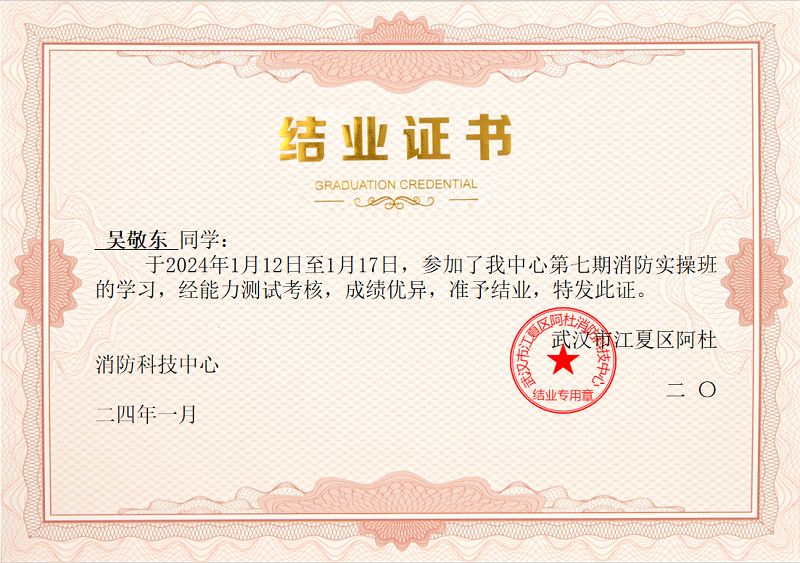 结业证书
GRADUATION CREDENTIAL
吴敬东 同学：
于2024年1月12日至1月17日，参加了我中心第七期消防实操班
的学习，经能力测试考核，成绩优异，准予结业，特发此证。
武汉市江夏区阿杜
消防科技中心
二 〇
二四年一月
武汉市江夏区阿杜消防科技中心
结业专用章